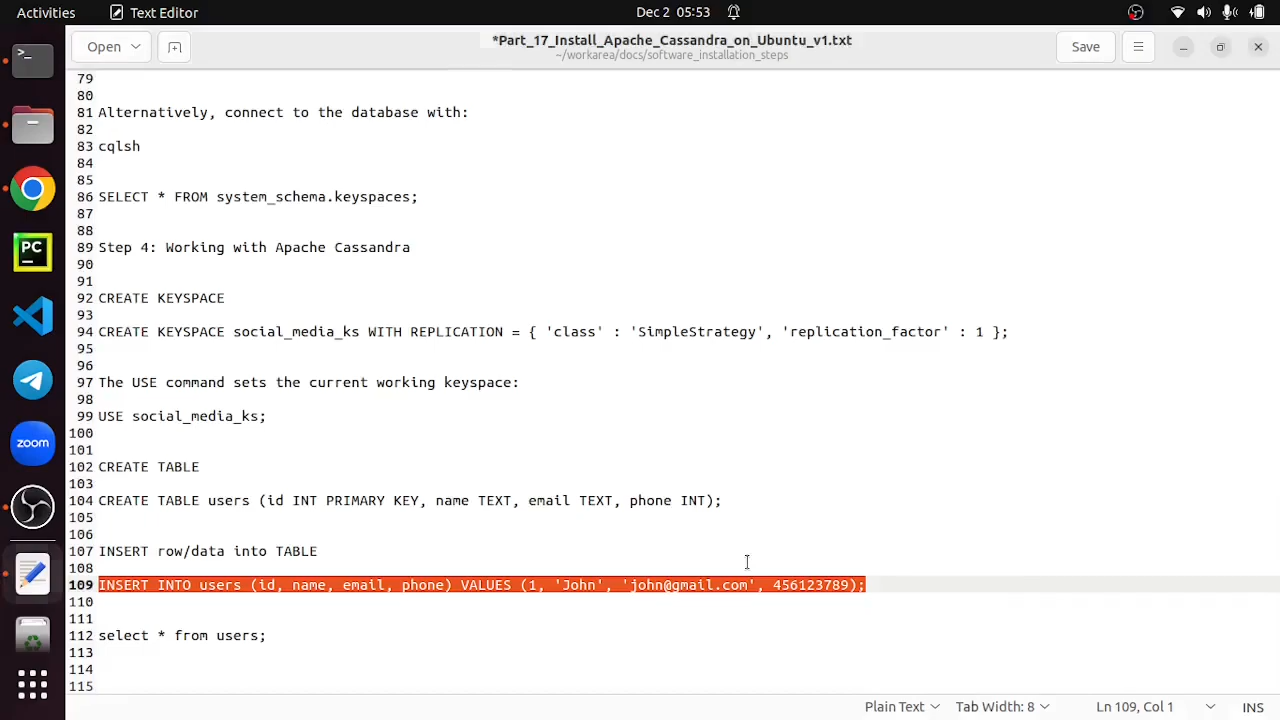 Activities
Text Editor
Dec 2 05:53
Open
*Part_17_Install_Apache_Cassandra_on_Ubuntu_v1.txt
~/workarea/docs/software_installation_steps
Save
79
80
81 Alternatively, connect to the database with:
82
83 cqlsh
84
85
86 SELECT * FROM system_schema.keyspaces;
87
88
89 Step 4: Working with Apache Cassandra
90
91
92 CREATE KEYSPACE
93
94 CREATE KEYSPACE social_media_ks WITH REPLICATION = { 'class' : 'SimpleStrategy', 'replication_factor' : 1 };
95
96
97 The USE command sets the current working keyspace:
98
99 USE social_media_ks;
100
101
102 CREATE TABLE
103
104 CREATE TABLE users (id INT PRIMARY KEY, name TEXT, email TEXT, phone INT);
105
106
107 INSERT row/data into TABLE
108
109 INSERT INTO users (id, name, email, phone) VALUES (1, 'John', 'john@gmail.com', 456123789);
110
111
112 select * from users;
113
114
115
PC
zoom
Plain Text
Tab Width: 8
Ln 109, Col 1
INS